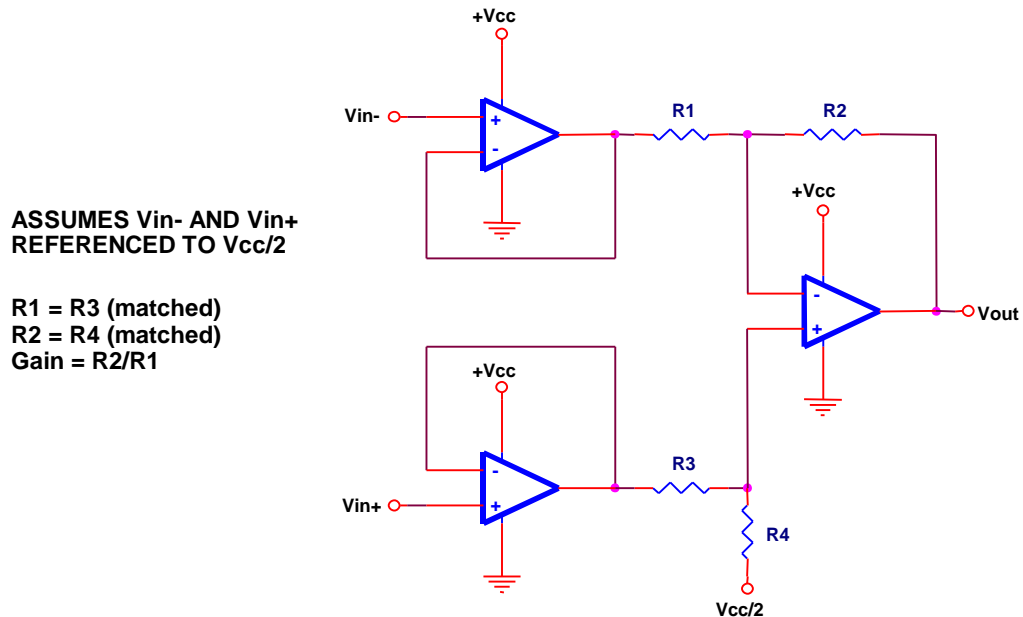 +Vcc
Vin-
+
-
R1
R2
+Vcc
ASSUMES Vin- AND Vin+
REFERENCED TO Vcc/2
R1 = R3 (matched)
R2 = R4 (matched)
Gain = R2/R1
-
+
Vout
+Vcc
-
+
Vin+
R3
R4
Vcc/2